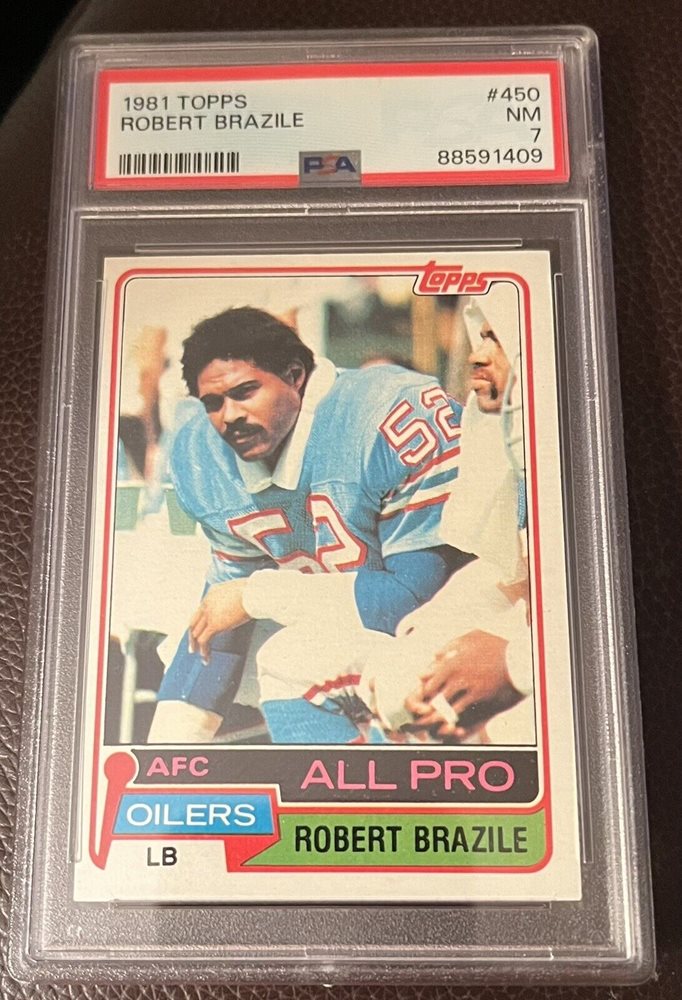 1981 TOPPS
ROBERT BRAZILE
#450
NM
7
88591409
PSA
topps
52
52
AFC
ALL PRO
OILERS
LB
ROBERT BRAZILE